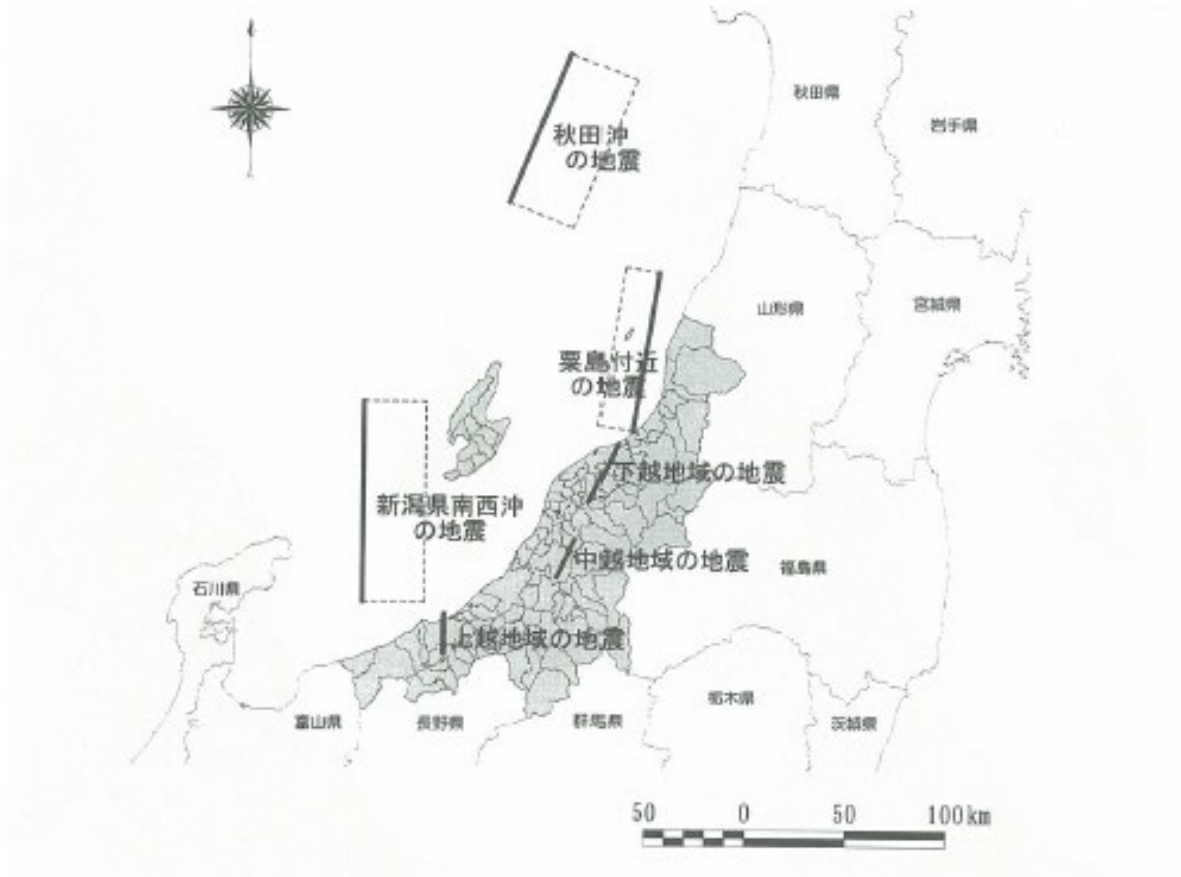 秋田県
岩手県
秋田沖
の地震
山形県
宮城県
粟島付近
の地震
下越地域の地震
新潟県南西沖
の地震
中越地域の地震
福島県
石川県
上越地域の地震
富山県
長野県
群馬県
栃木県
茨城県
50 0 50 100km